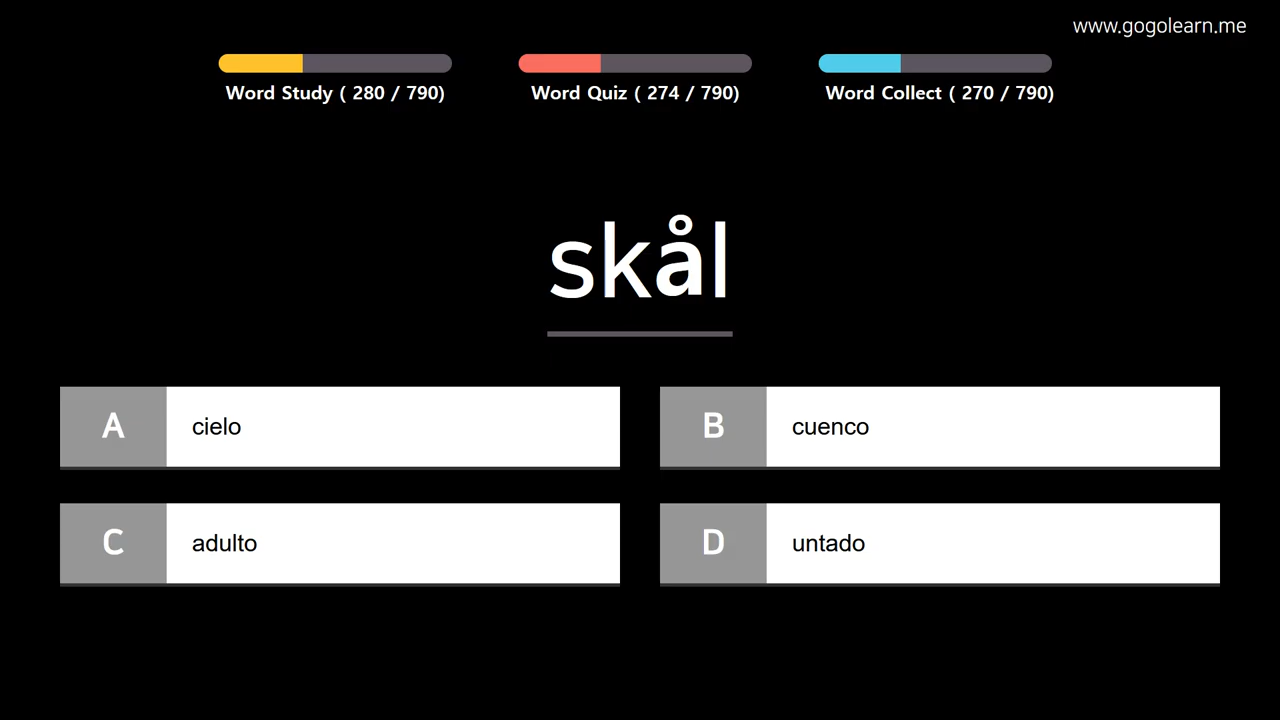 www.gogolearn.me
Word Study ( 280 / 790)
Word Quiz ( 274 / 790)
Word Collect ( 270 / 790)
skål
A cielo
B cuenco
C adulto
D untado